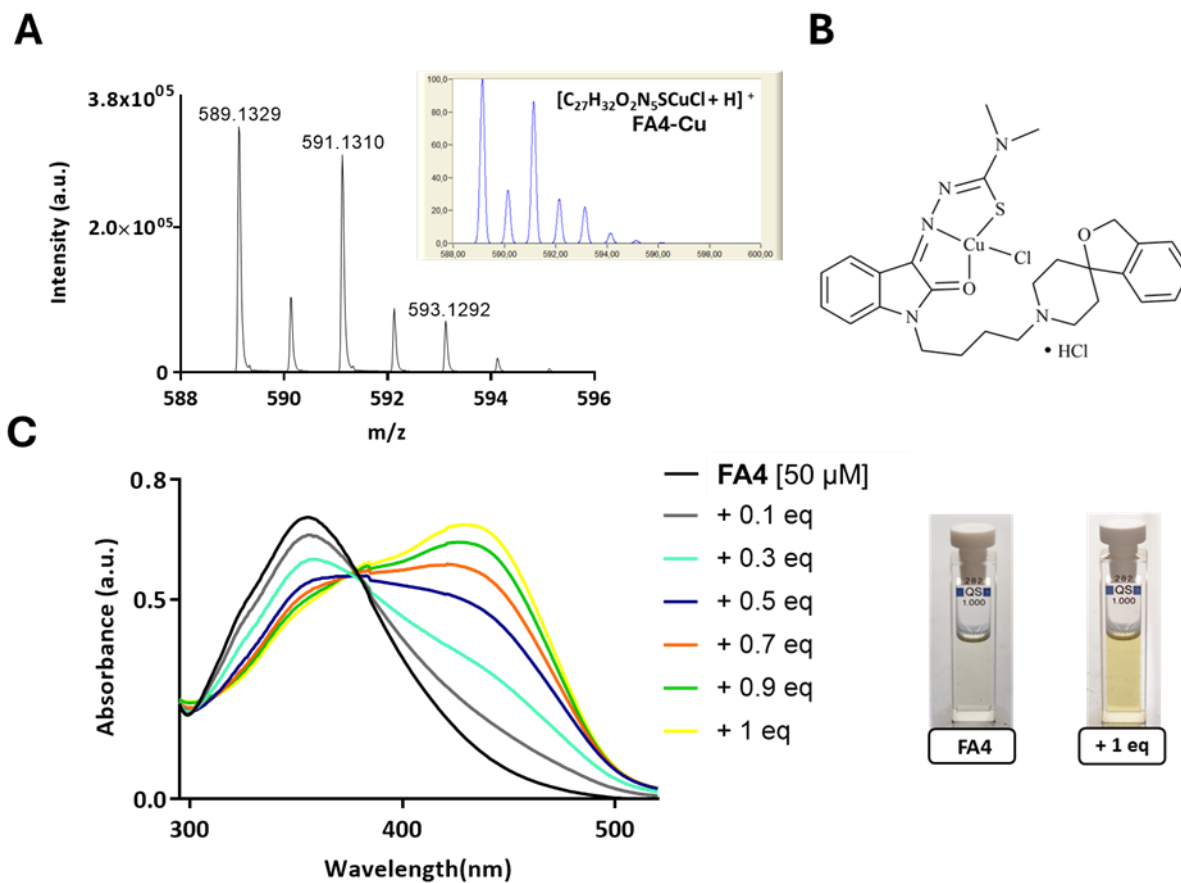 A
3.8x10⁰⁵
2.0×10⁰⁵
0
Intensity (a.u.)
589.1329
591.1310
593.1292
588 590 592 594 596
m/z
100,0
80,0
60,0
40,0
20,0
0,0
[C₂₇H₃₂O₂N₅SCuCl + H]⁺
FA4-Cu
588,00 590,00 592,00 594,00 596,00 598,00 600,00
B
N
N
N
S
Cu
Cl
O
N
O
N
• HCl
C
0.8
0.5
0.0
Absorbance (a.u.)
300 400 500
Wavelength(nm)
FA4 [50 µM]
+ 0.1 eq
+ 0.3 eq
+ 0.5 eq
+ 0.7 eq
+ 0.9 eq
+ 1 eq
282
QS
1.000
FA4
282
QS
1.000
+ 1 eq